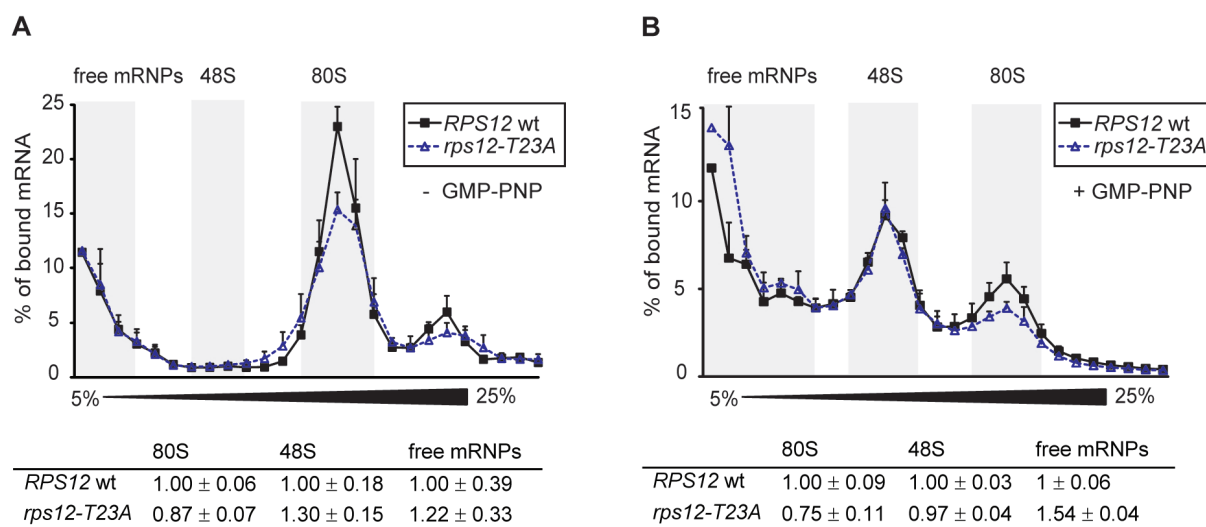 A
free mRNPs 48S 80S
25
20
15
10
5
0
% of bound mRNA
RPS12 wt
rps12-T23A
- GMP-PNP
5% 25%
80S 48S free mRNPs
RPS12 wt 1.00 ± 0.06 1.00 ± 0.18 1.00 ± 0.39
rps12-T23A 0.87 ± 0.07 1.30 ± 0.15 1.22 ± 0.33
B
free mRNPs 48S 80S
15
10
5
0
% of bound mRNA
RPS12 wt
rps12-T23A
+ GMP-PNP
5% 25%
80S 48S free mRNPs
RPS12 wt 1.00 ± 0.09 1.00 ± 0.03 1 ± 0.06
rps12-T23A 0.75 ± 0.11 0.97 ± 0.04 1.54 ± 0.04